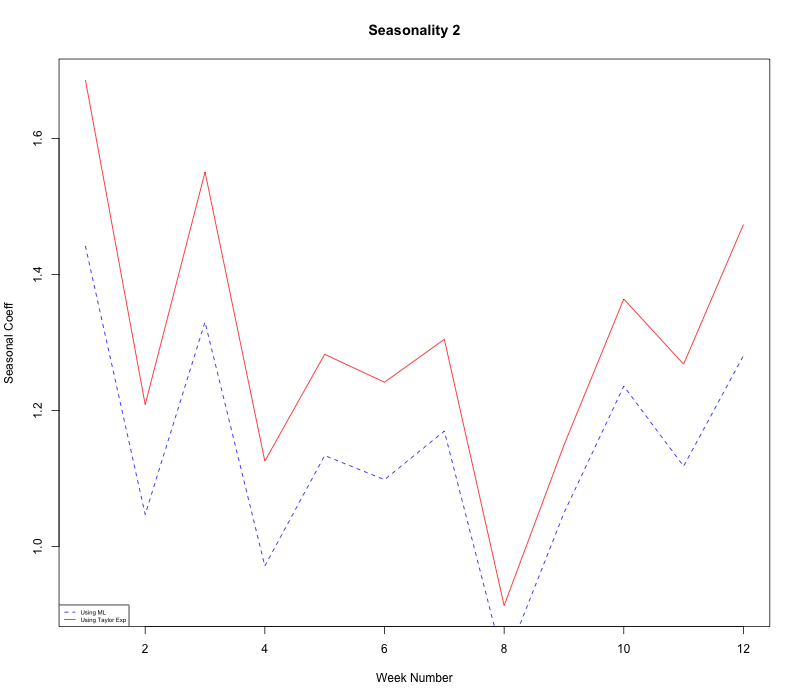 Seasonality 2
Seasonal Coeff
1.6
1.4
1.2
1.0
Using ML
Using Taylor Exp
2 4 6 8 10 12
Week Number